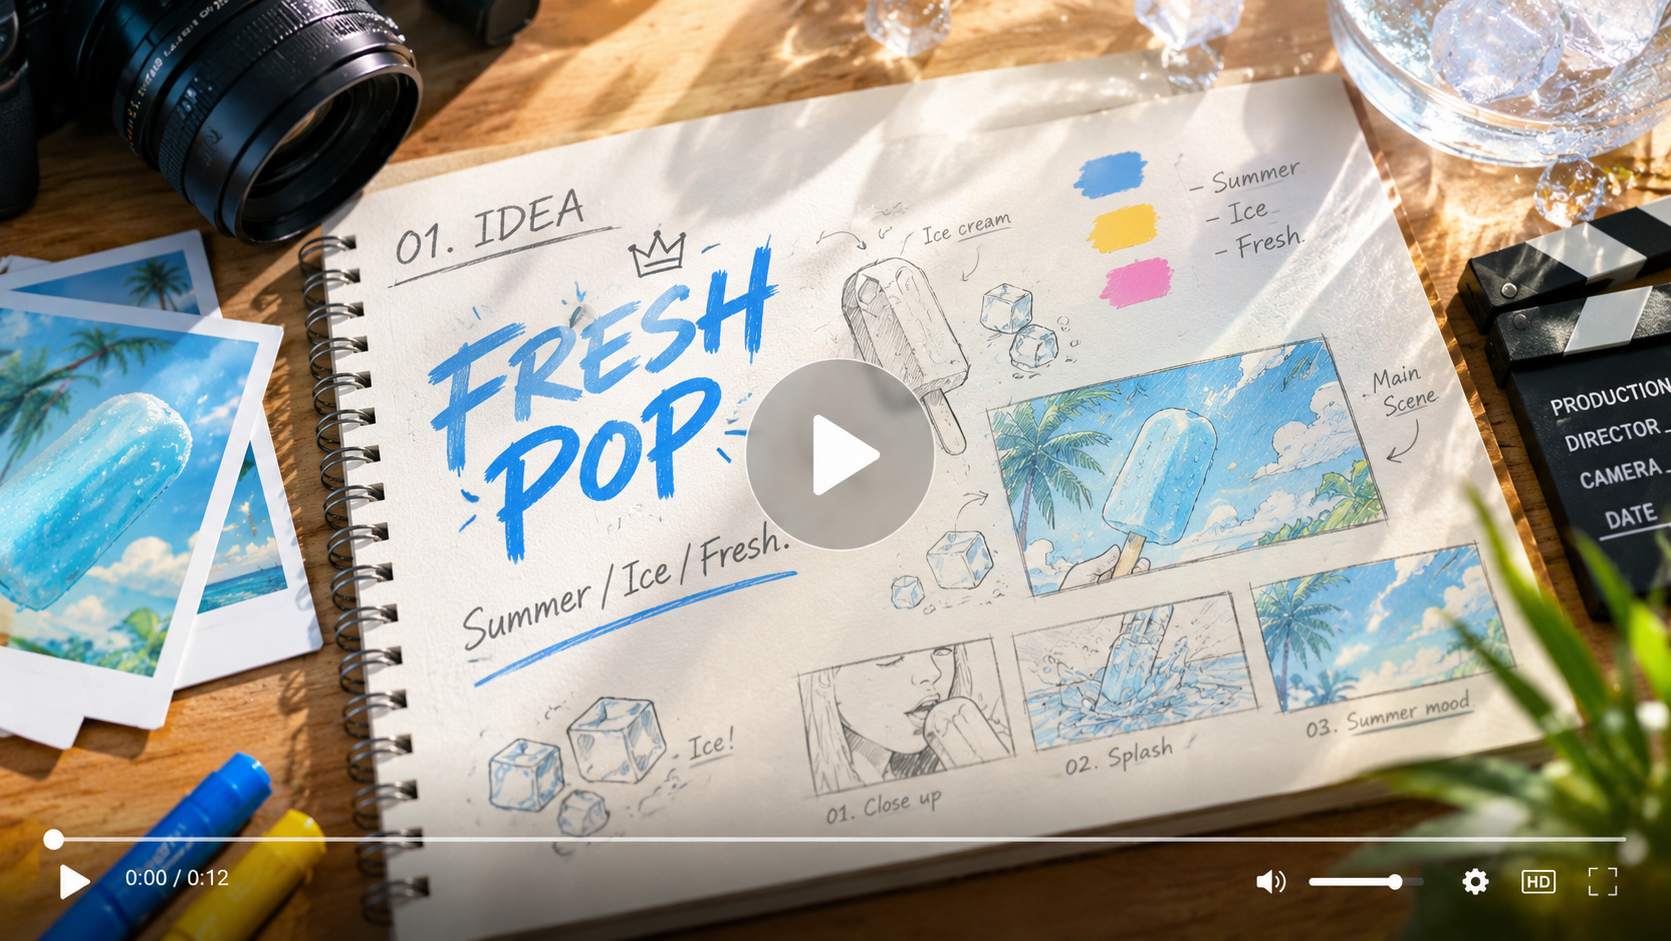 01. IDEA
FRESH
POP
Summer / Ice / Fresh.
Ice!
Ice cream
- Summer
- Ice
- Fresh.
Main
Scene
01. Close up
02. Splash
03. Summer mood.
PRODUCTION
DIRECTOR
CAMERA
DATE
0:00 / 0:12
HD